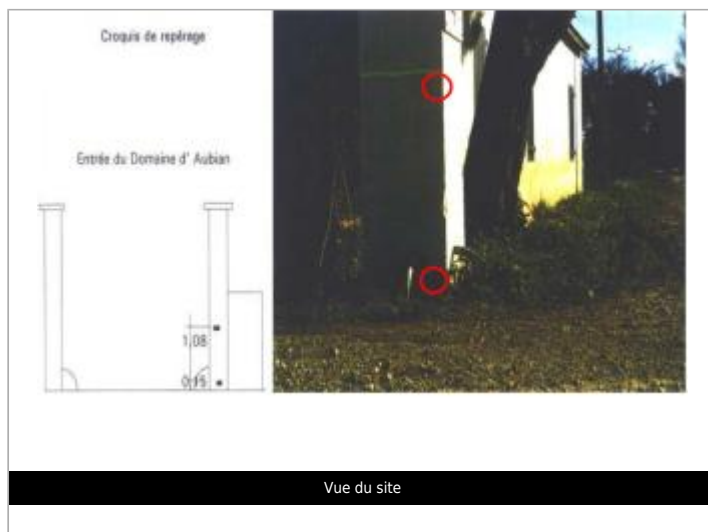 Croquis de repérage
Entrée du Domaine d' Aubian
1,08
0,15
Vue du site